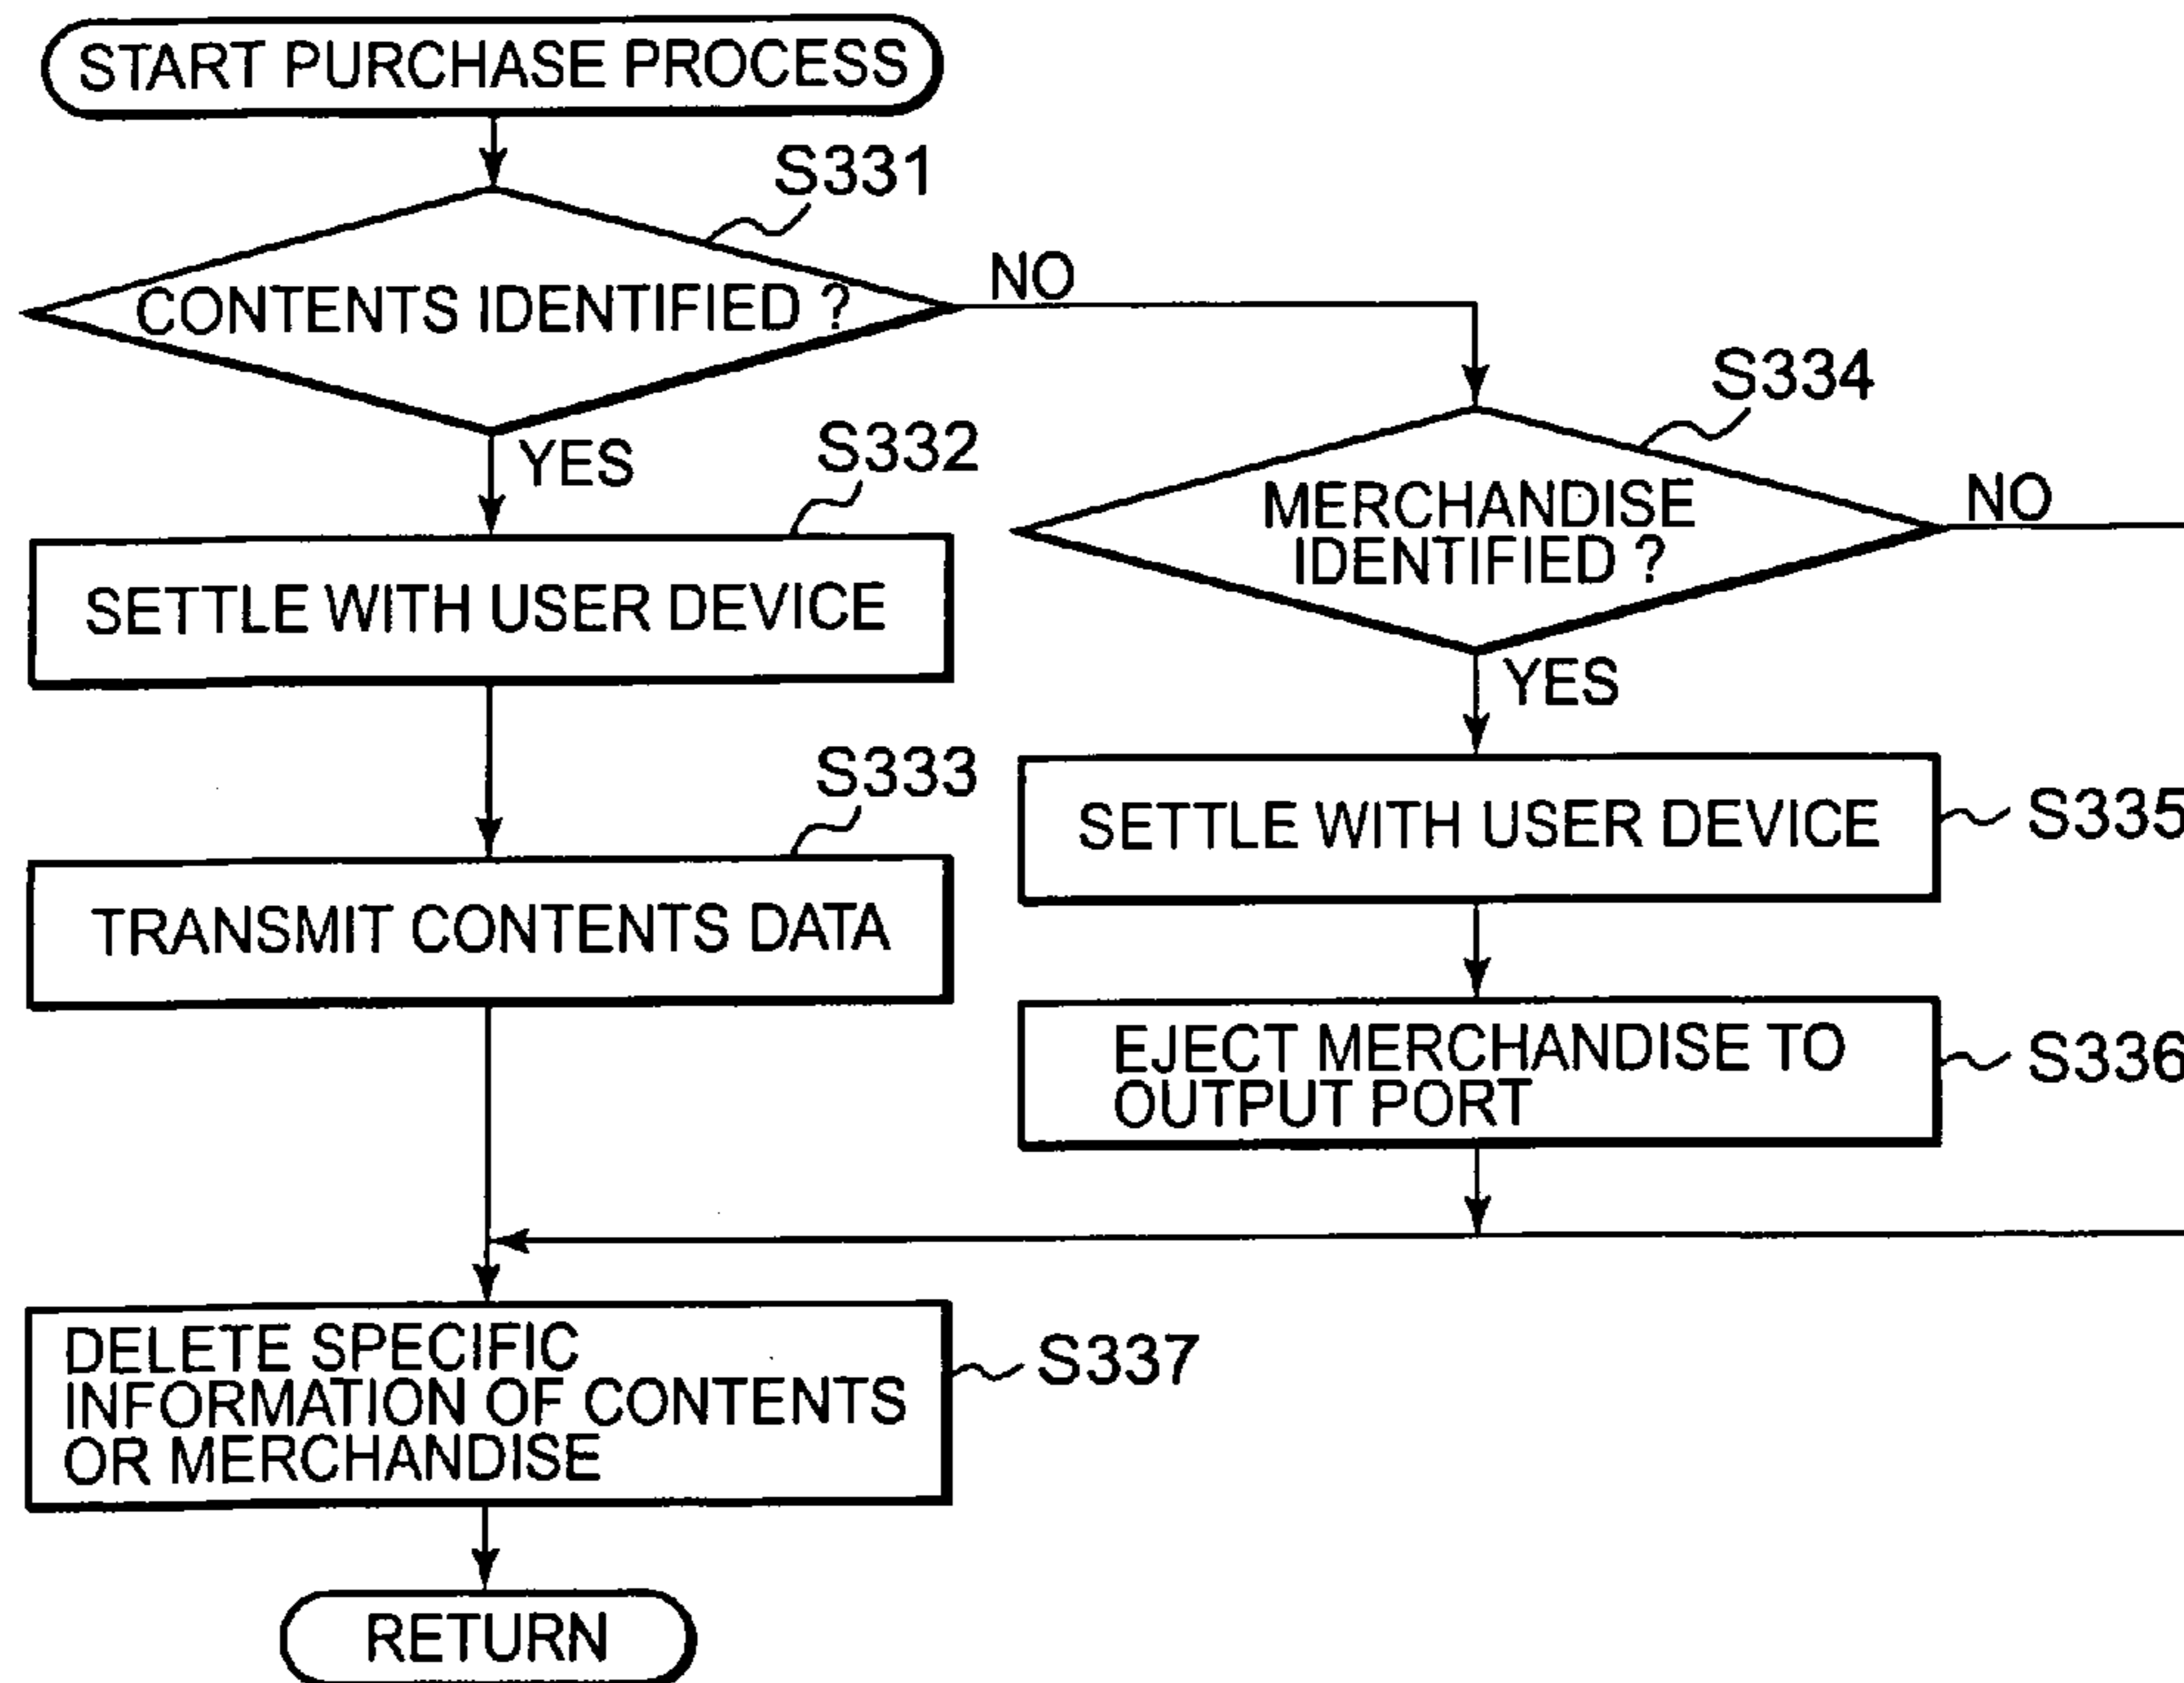 START PURCHASE PROCESS
S331
CONTENTS IDENTIFIED ?
NO
YES
S332
SETTLE WITH USER DEVICE
S333
TRANSMIT CONTENTS DATA
S334
MERCHANDISE
IDENTIFIED ?
NO
YES
SETTLE WITH USER DEVICE
S335
EJECT MERCHANDISE TO
OUTPUT PORT
S336
DELETE SPECIFIC
INFORMATION OF CONTENTS
OR MERCHANDISE
S337
RETURN